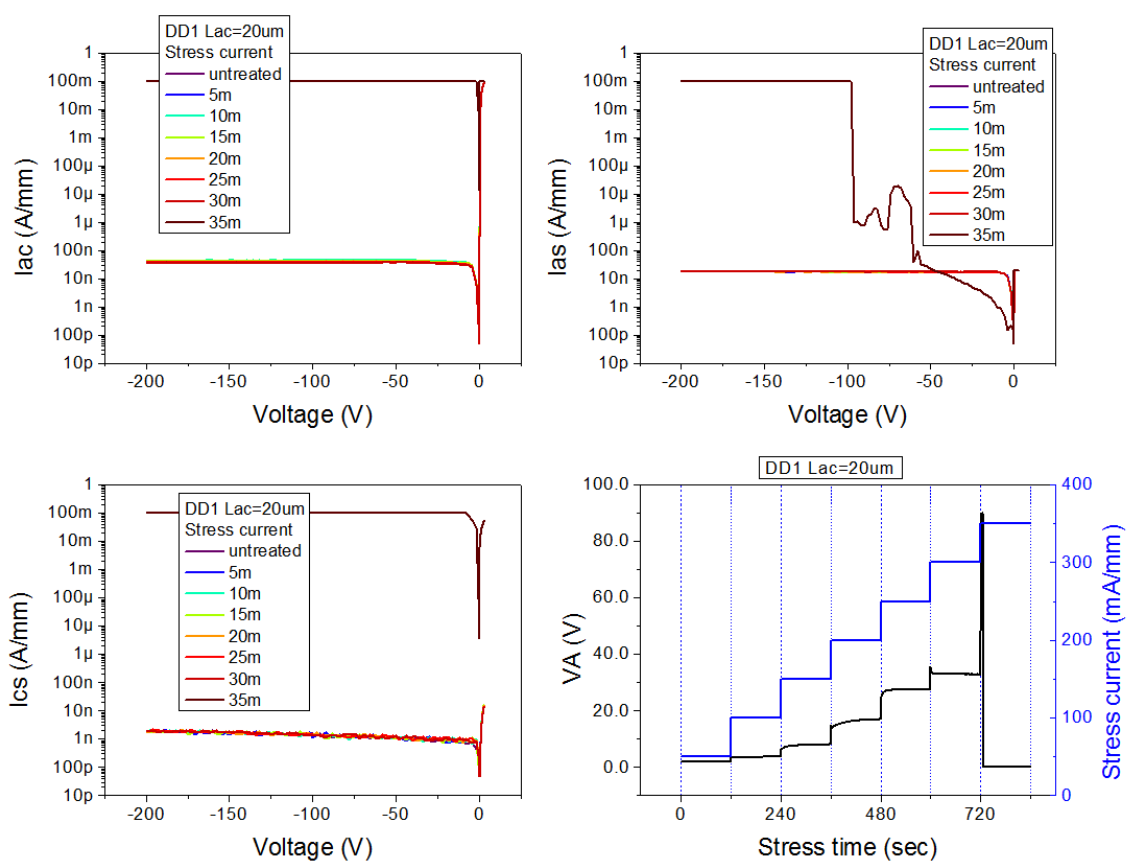 DD1 Lac=20um
Stress current
untreated
5m
10m
15m
20m
25m
30m
35m
1
100m
10m
1m
100µ
10µ
1µ
100n
10n
1n
100p
10p
Iac (A/mm)
-200
-150
-100
-50
0
Voltage (V)
DD1 Lac=20um
Stress current
untreated
5m
10m
15m
20m
25m
30m
35m
1
100m
10m
1m
100µ
10µ
1µ
100n
10n
1n
100p
10p
Ias (A/mm)
-200
-150
-100
-50
0
Voltage (V)
DD1 Lac=20um
Stress current
untreated
5m
10m
15m
20m
25m
30m
35m
1
100m
10m
1m
100µ
10µ
1µ
100n
10n
1n
100p
10p
Ics (A/mm)
-200
-150
-100
-50
0
Voltage (V)
DD1 Lac=20um
100.0
80.0
60.0
40.0
20.0
0.0
VA (V)
400
350
300
250
200
150
100
50
0
Stress current (mA/mm)
0
240
480
720
Stress time (sec)